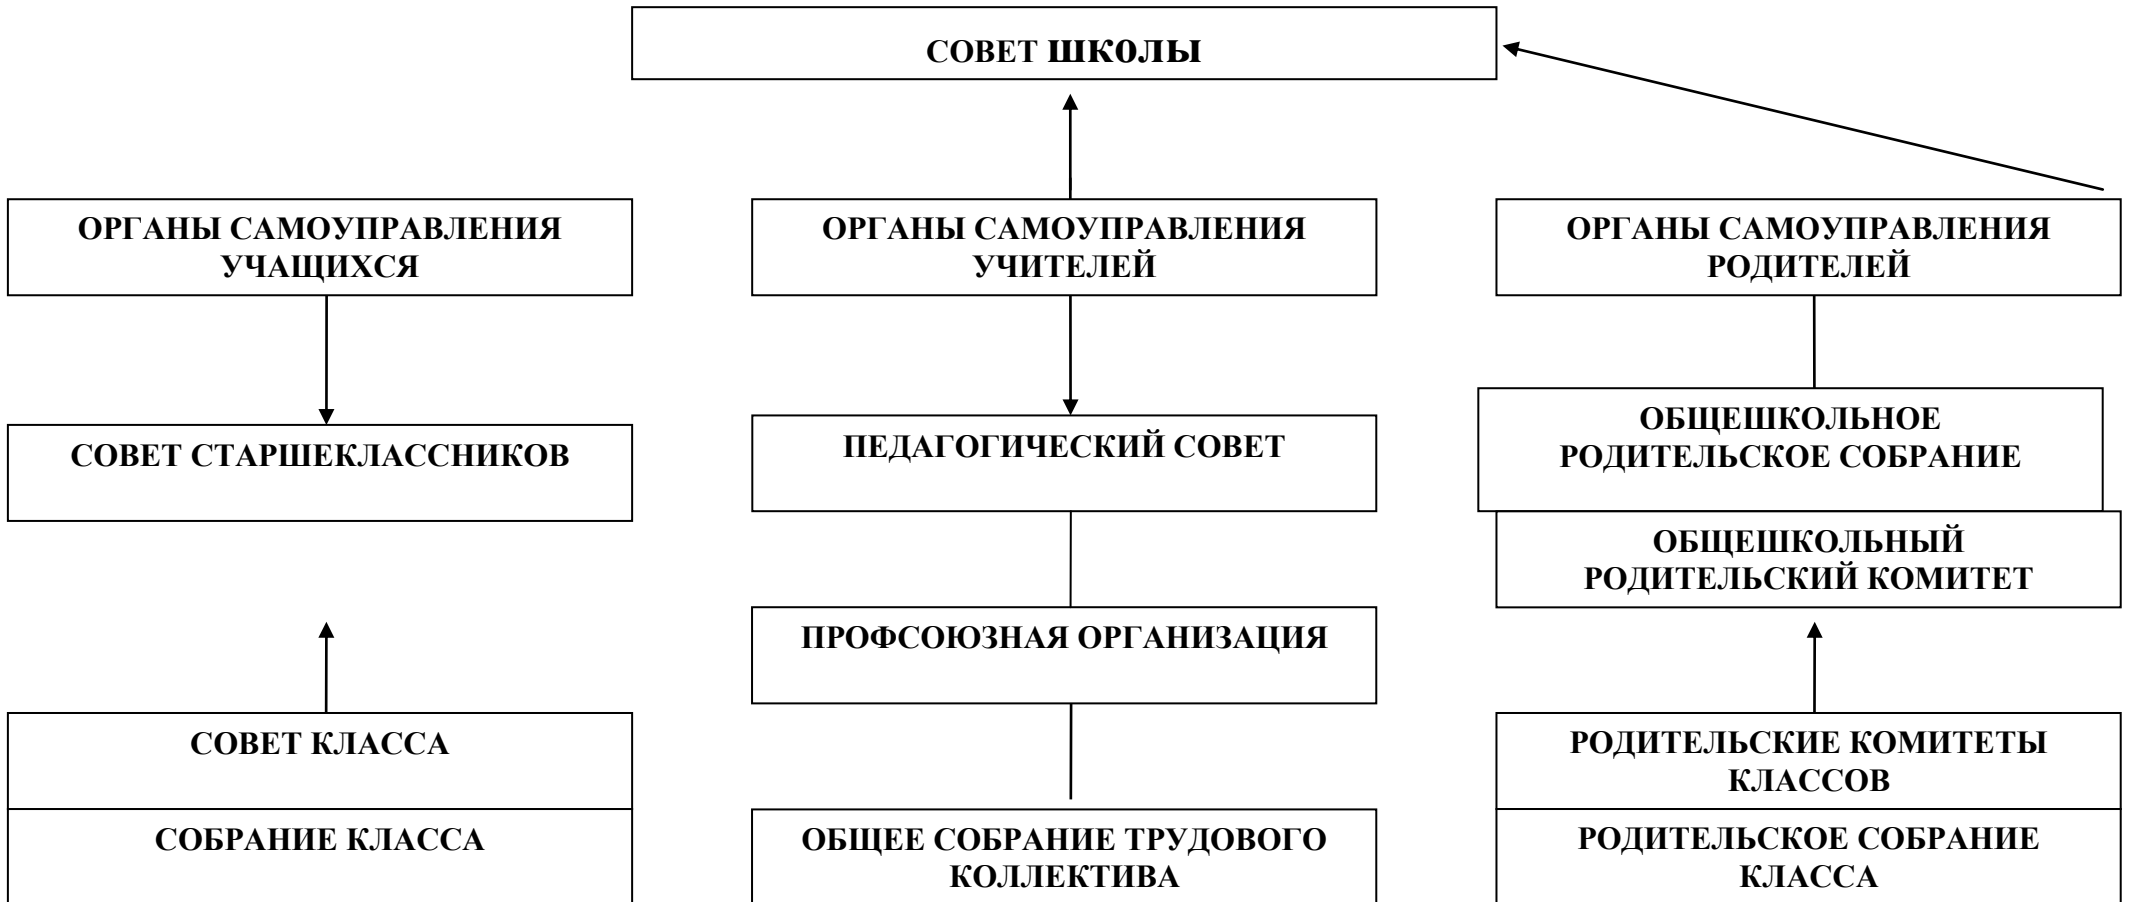 СОВЕТ ШКОЛЫ
ОРГАНЫ САМОУПРАВЛЕНИЯ
УЧАЩИХСЯ
ОРГАНЫ САМОУПРАВЛЕНИЯ
УЧИТЕЛЕЙ
ОРГАНЫ САМОУПРАВЛЕНИЯ
РОДИТЕЛЕЙ
СОВЕТ СТАРШЕКЛАССНИКОВ
ПЕДАГОГИЧЕСКИЙ СОВЕТ
ОБЩЕШКОЛЬНОЕ
РОДИТЕЛЬСКОЕ СОБРАНИЕ
ОБЩЕШКОЛЬНЫЙ
РОДИТЕЛЬСКИЙ КОМИТЕТ
ПРОФСОЮЗНАЯ ОРГАНИЗАЦИЯ
СОВЕТ КЛАССА
РОДИТЕЛЬСКИЕ КОМИТЕТЫ
КЛАССОВ
СОБРАНИЕ КЛАССА
ОБЩЕЕ СОБРАНИЕ ТРУДОВОГО
КОЛЛЕКТИВА
РОДИТЕЛЬСКОЕ СОБРАНИЕ
КЛАССА